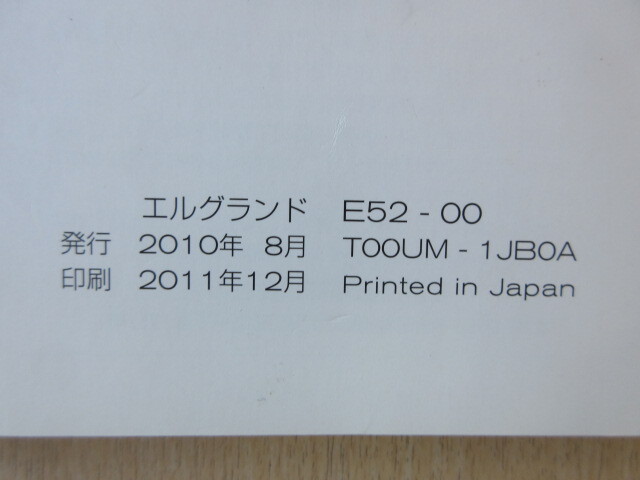 エルグランド E52 - 00
発行 2010年 8月 T00UM - 1JB0A
印刷 2011年12月 Printed in Japan